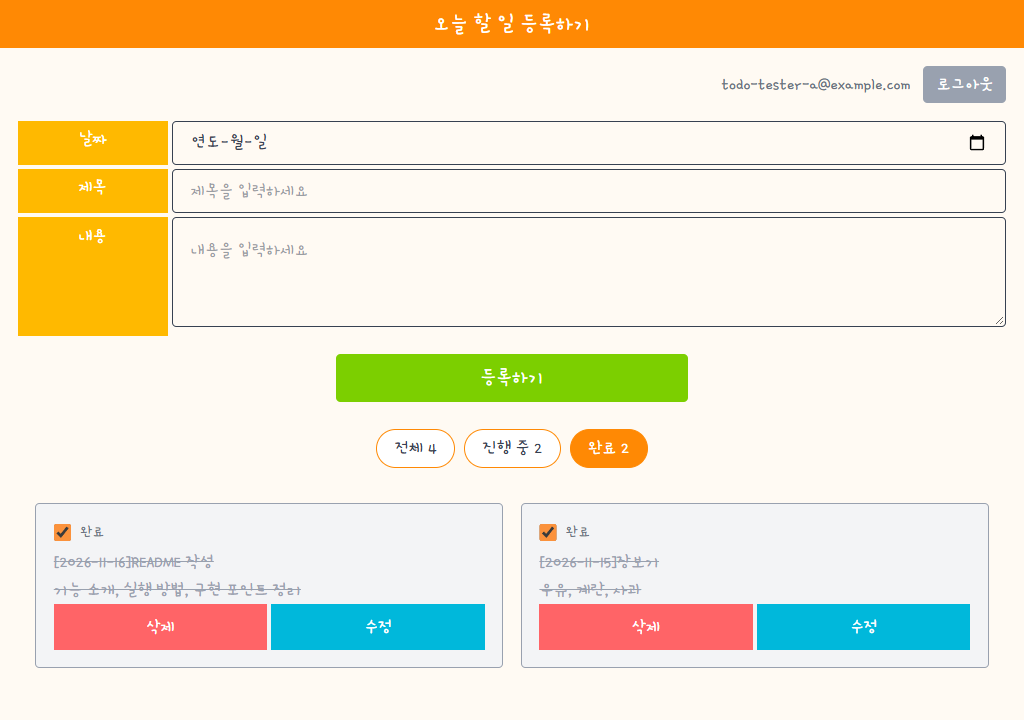 오늘 할 일 등록하기
todo-tester-a@example.com 로그아웃
날짜 연도-월-일
제목 제목을 입력하세요
내용 내용을 입력하세요
등록하기
전체 4 진행 중 2 완료 2
완료
[2026-11-16]README 작성
기능 소개, 실행 방법, 구현 포인트 정리
삭제 수정
완료
[2026-11-15]장보기
우유, 계란, 사과
삭제 수정